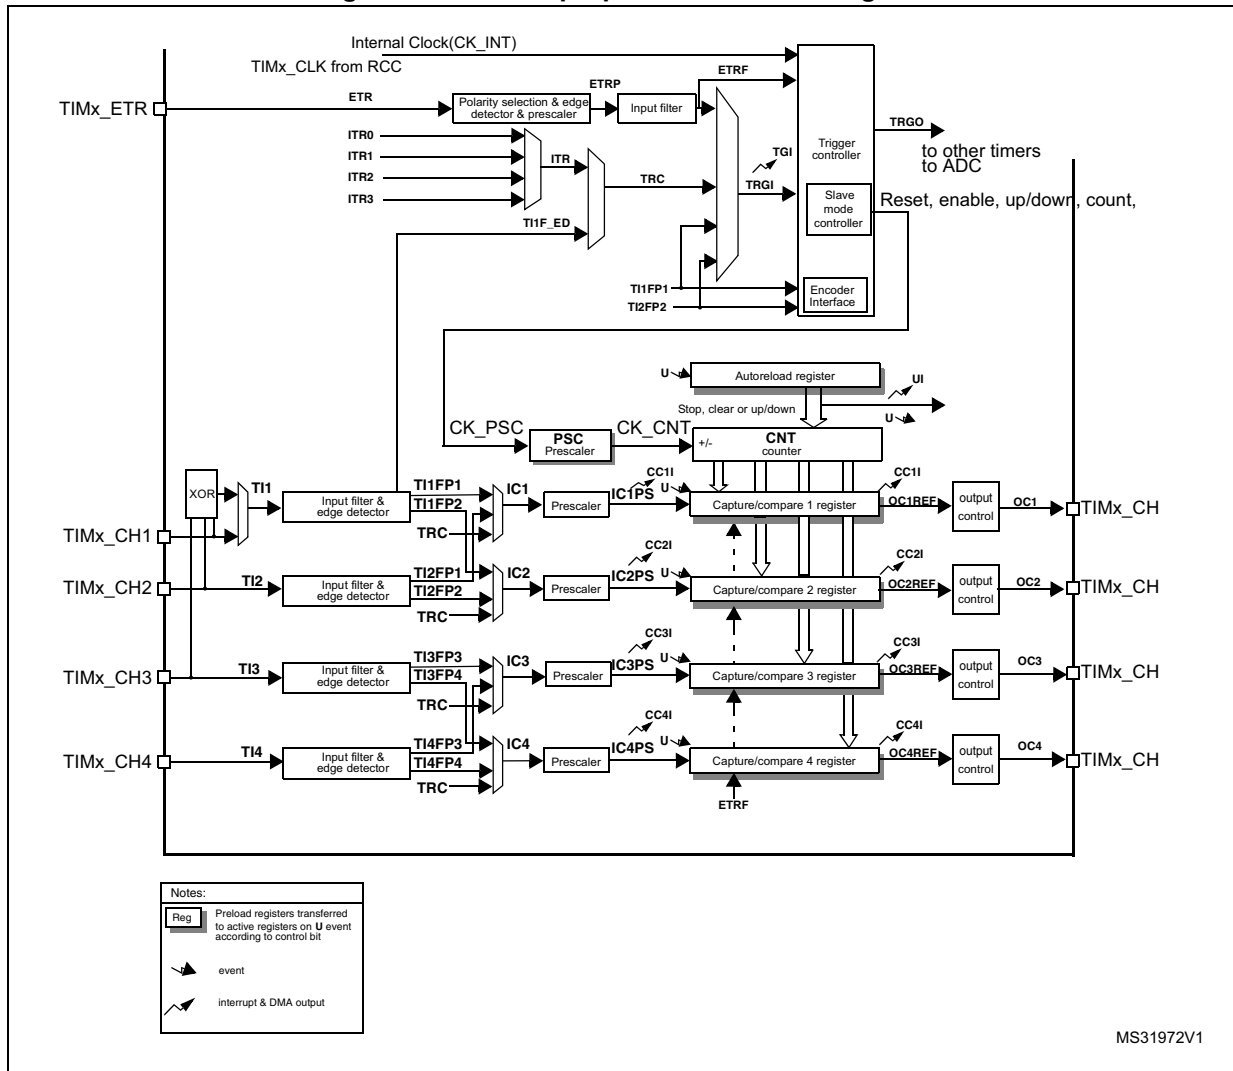 Internal Clock(CK_INT)
TIMx_CLK from RCC
ETRF
TIMx_ETR
ETR
Polarity selection & edge
detector & prescaler
ETRP
Input filter
ITR0
ITR1
ITR2
ITR3
ITR
TI1F_ED
TRC
TGI
TRGI
Trigger
controller
TRGO
to other timers
to ADC
Slave
mode
controller
Reset, enable, up/down, count,
TI1FP1
TI2FP2
Encoder
Interface
U
Autoreload register
UI
Stop, clear or up/down
U
CK_PSC
PSC
Prescaler
CK_CNT
+/-
CNT
counter
XOR
TI1
Input filter &
edge detector
TI1FP1
TI1FP2
TRC
IC1
Prescaler
CC1I
IC1PS
U
Capture/compare 1 register
CC1I
OC1REF
output
control
OC1
TIMx_CH
TIMx_CH1
TIMx_CH2
TI2
Input filter &
edge detector
TI2FP1
TI2FP2
TRC
IC2
Prescaler
CC2I
IC2PS
U
Capture/compare 2 register
CC2I
OC2REF
output
control
OC2
TIMx_CH
TIMx_CH3
TI3
Input filter &
edge detector
TI3FP3
TI3FP4
TRC
IC3
Prescaler
CC3I
IC3PS
U
Capture/compare 3 register
CC3I
OC3REF
output
control
OC3
TIMx_CH
TIMx_CH4
TI4
Input filter &
edge detector
TI4FP3
TI4FP4
TRC
IC4
Prescaler
CC4I
IC4PS
U
Capture/compare 4 register
CC4I
OC4REF
output
control
OC4
TIMx_CH
ETRF
Notes:
Reg
Preload registers transferred
to active registers on U event
according to control bit
event
interrupt & DMA output
MS31972V1